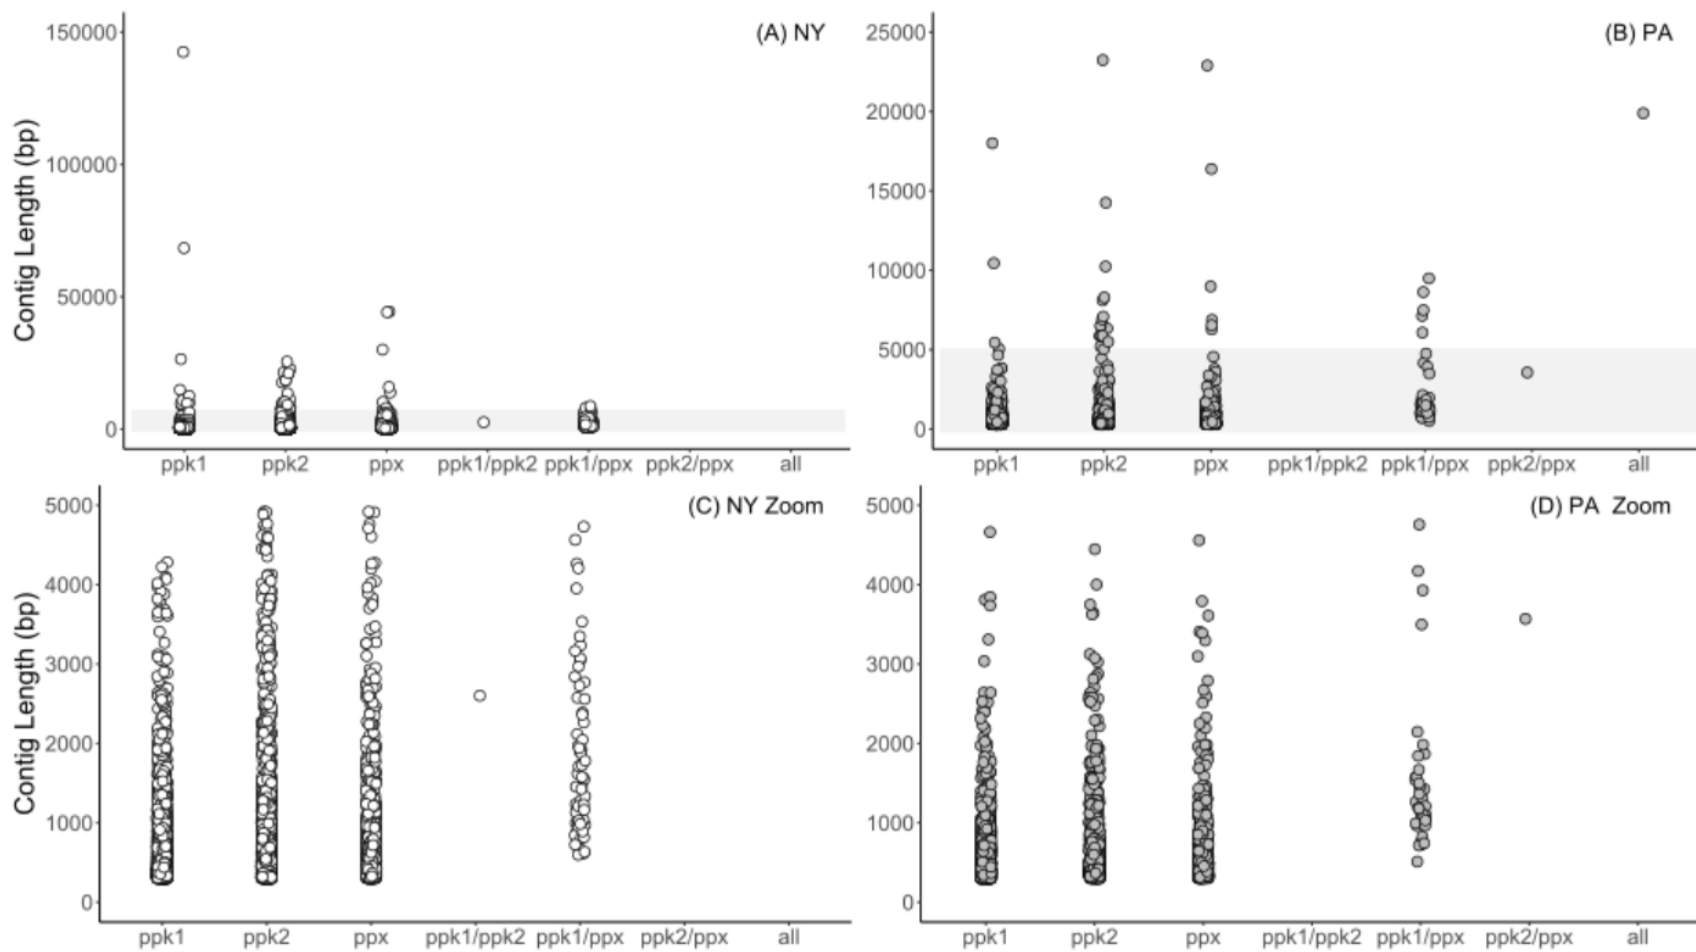 (A) NY
Contig Length (bp)
150000
100000
50000
0
ppk1 ppk2 ppx ppk1/ppk2 ppk1/ppx ppk2/ppx all
(B) PA
25000
20000
15000
10000
5000
0
ppk1 ppk2 ppx ppk1/ppk2 ppk1/ppx ppk2/ppx all
(C) NY Zoom
Contig Length (bp)
5000
4000
3000
2000
1000
0
ppk1 ppk2 ppx ppk1/ppk2 ppk1/ppx ppk2/ppx all
(D) PA Zoom
5000
4000
3000
2000
1000
0
ppk1 ppk2 ppx ppk1/ppk2 ppk1/ppx ppk2/ppx all